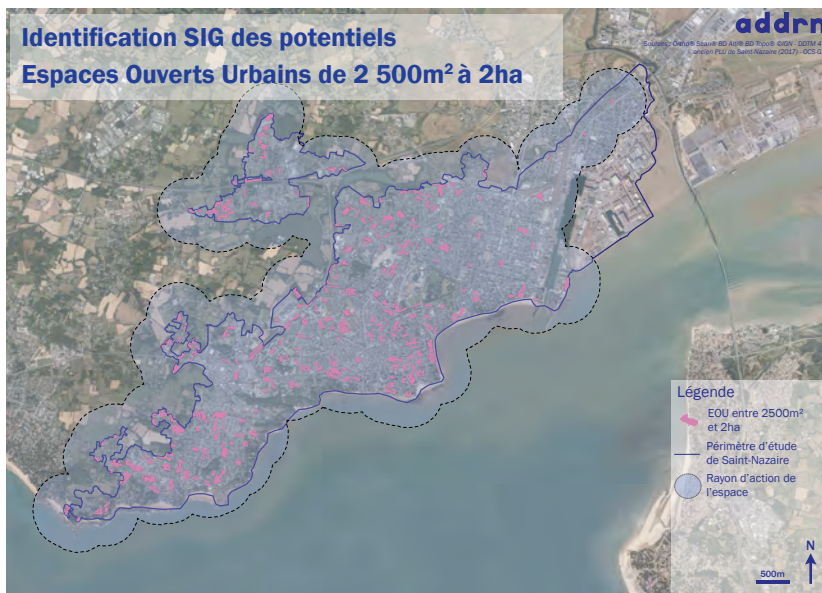 Identification SIG des potentiels
Espaces Ouverts Urbains de 2 500m² à 2ha
addrn
Légende
EOU entre 2500m²
et 2ha
Périmètre d'étude
de Saint-Nazaire
Rayon d'action de
l'espace
N
500m